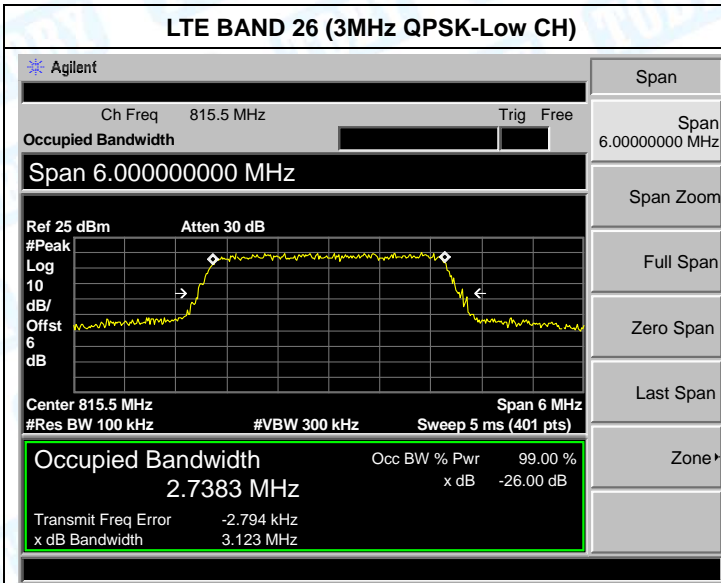 LTE BAND 26 (3MHz QPSK-Low CH)
Agilent
Span
Ch Freq 815.5 MHz Trig Free
Occupied Bandwidth
Span
6.00000000 MHz
Span 6.000000000 MHz
Span Zoom
Ref 25 dBm Atten 30 dB
#Peak
Log
10
dB/
Offst
6
dB
Full Span
Zero Span
Last Span
Center 815.5 MHz Span 6 MHz
#Res BW 100 kHz #VBW 300 kHz Sweep 5 ms (401 pts)
Zone
Occupied Bandwidth Occ BW % Pwr 99.00 %
2.7383 MHz x dB -26.00 dB
Transmit Freq Error -2.794 kHz
x dB Bandwidth 3.123 MHz